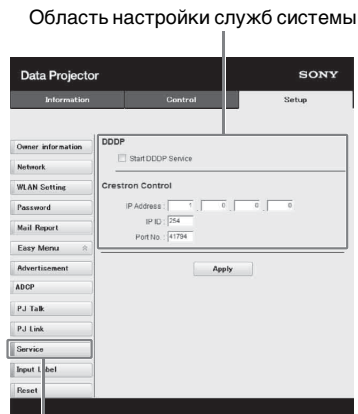 Область настройки служб системы
Data Projector
SONY
Information
Control
Setup
Owner information
Network
WLAN Setting
Password
Mail Report
Easy Menu
Advertisement
ADCP
PJ Talk
PJ Link
Service
Input Label
Reset
DDDP
Start DDDP Service
Crestron Control
IP Address : 1 . 0 . 0 . 0
IP ID : 254
Port No. : 41794
Apply